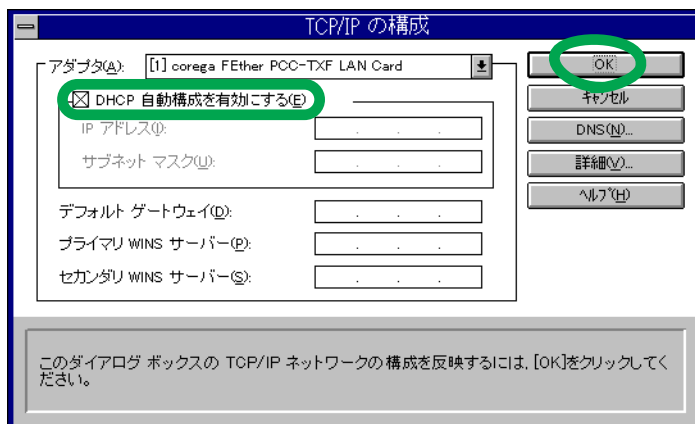 TCP/IP の構成
アダプタ(A): [1] corega FEther PCC-TXF LAN Card
DHCP 自動構成を有効にする(E)
IP アドレス(I):
サブネット マスク(U):
デフォルト ゲートウェイ(D):
プライマリ WINS サーバー(P):
セカンダリ WINS サーバー(S):
OK
キャンセル
DNS(N)...
詳細(V)...
ヘルプ(H)
このダイアログ ボックスの TCP/IP ネットワークの構成を反映するには, [OK]をクリックしてく
ださい。